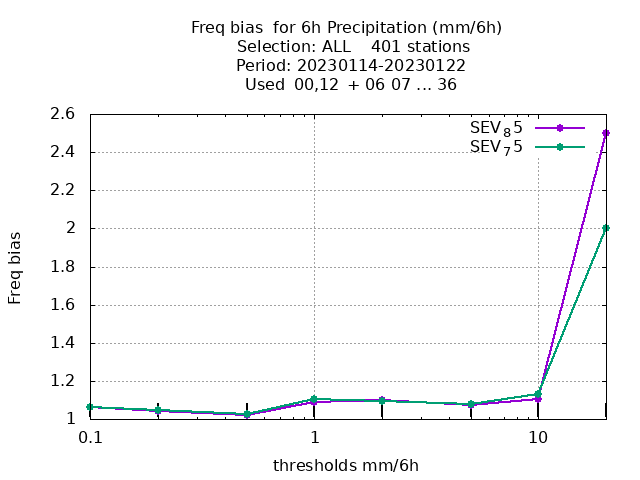 Freq bias  for 6h Precipitation (mm/6h)
Selection: ALL    401 stations
Period: 20230114-20230122
Used  00,12  + 06 07 ... 36
SEV₈5
SEV₇5
2.6
2.4
2.2
2
1.8
1.6
1.4
1.2
1
Freq bias
0.1 1 10
thresholds mm/6h